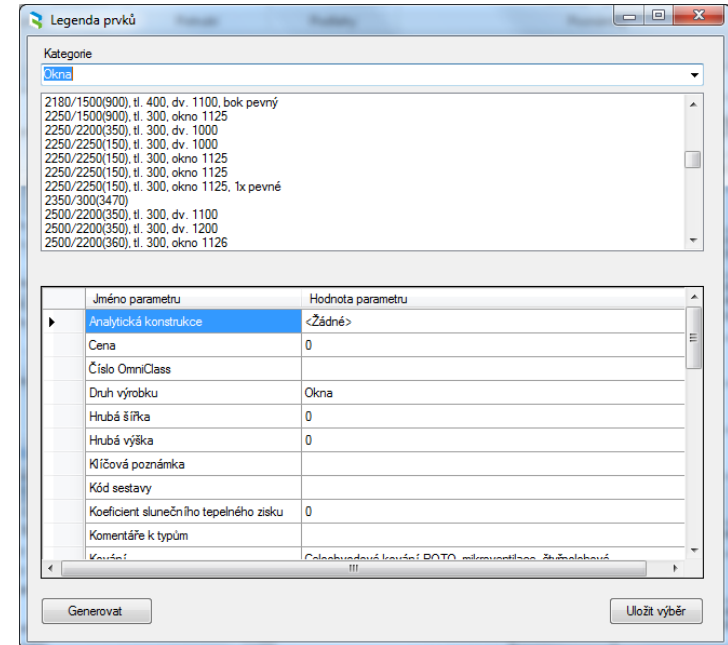 Legenda prvků
Kategorie
Okna
2180/1500(900), tl. 400, dv. 1100, bok pevný
2250/1500(900), tl. 300, okno 1125
2250/2200(350), tl. 300, dv. 1000
2250/2250(150), tl. 300, dv. 1000
2250/2250(150), tl. 300, okno 1125
2250/2250(150), tl. 300, okno 1125
2250/2250(150), tl. 300, okno 1125, 1x pevné
2350/300(3470)
2500/2200(350), tl. 300, dv. 1100
2500/2200(350), tl. 300, dv. 1200
2500/2200(360), tl. 300, okno 1126
Jméno parametru Hodnota parametru
Analytická konstrukce <Žádné>
Cena 0
Číslo OmniClass
Druh výrobku Okna
Hrubá šířka 0
Hrubá výška 0
Klíčová poznámka
Kód sestavy
Koeficient slunečního tepelného zisku 0
Komentáře k typům
Kování Celoobvodové kování ROTO, mikroventilace, čtyřpolohové
Generovat Uložit výběr